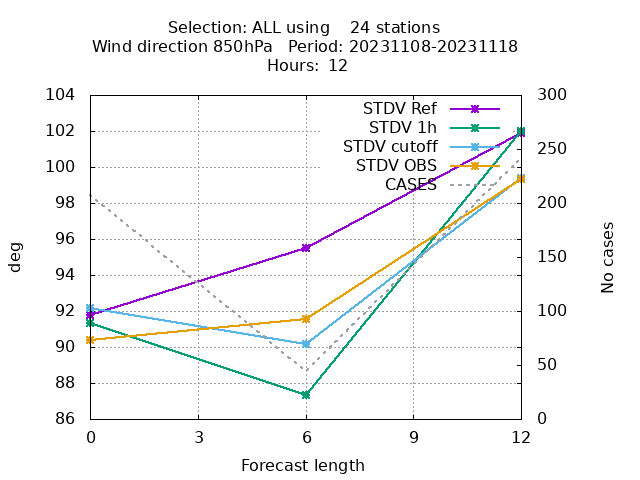 Selection: ALL using    24 stations
Wind direction 850hPa   Period: 20231108-20231118
Hours: 12
STDV Ref
STDV 1h
STDV cutoff
STDV OBS
CASES
104
102
100
98
96
94
92
90
88
86
300
250
200
150
100
50
0
deg
No cases
0 3 6 9 12
Forecast length